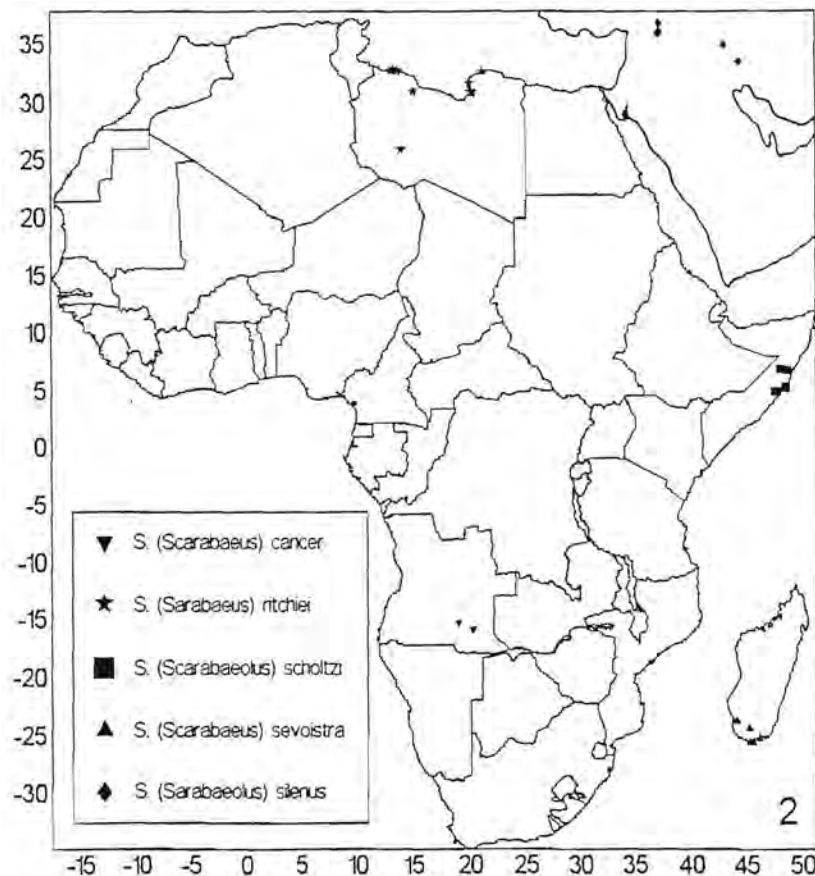 35
30
25
20
15
10
5
0
-5
-10
-15
-20
-25
-30
S. (Scarabaeus) cancer
S. (Sarabaeus) ritchiei
S. (Scarabaeolus) scholtzi
S. (Scarabaeus) sevoistra
S. (Sarabaeolus) silenus
2
-15 -10 -5 0 5 10 15 20 25 30 35 40 45 50